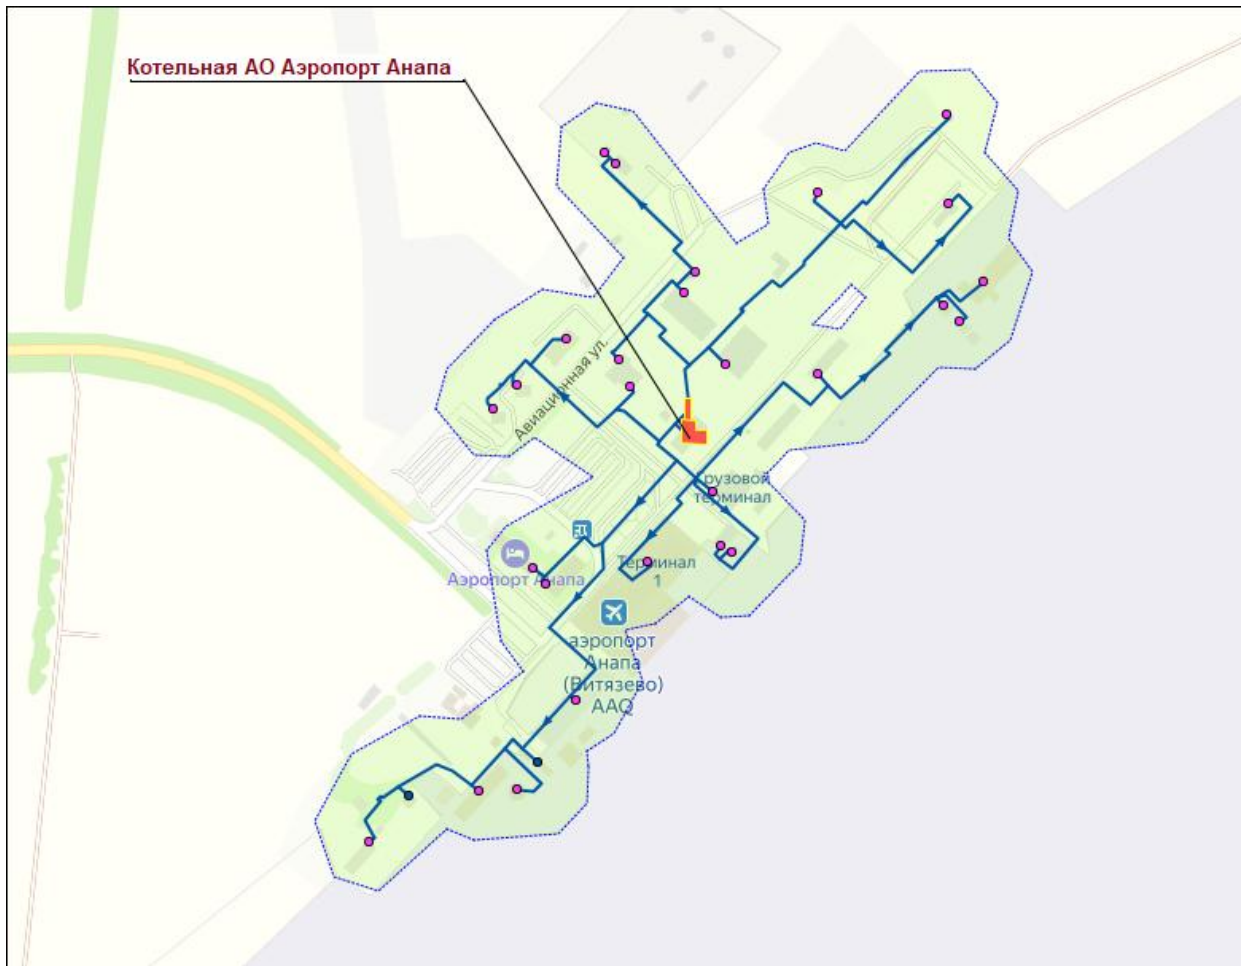 Котельная АО Аэропорт Анапа
Авиационная ул.
Грузовой
терминал
Терминал
1
Аэропорт Анапа
аэропорт
Анапа
(Витязево)
AAQ